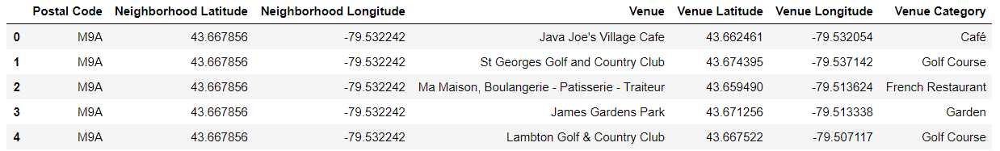 Postal Code Neighborhood Latitude Neighborhood Longitude Venue Venue Latitude Venue Longitude Venue Category
0 M9A 43.667856 -79.532242 Java Joe's Village Cafe 43.662461 -79.532054 Café
1 M9A 43.667856 -79.532242 St Georges Golf and Country Club 43.674395 -79.537142 Golf Course
2 M9A 43.667856 -79.532242 Ma Maison, Boulangerie - Patisserie - Traiteur 43.659490 -79.513624 French Restaurant
3 M9A 43.667856 -79.532242 James Gardens Park 43.671256 -79.513338 Garden
4 M9A 43.667856 -79.532242 Lambton Golf & Country Club 43.667522 -79.507117 Golf Course